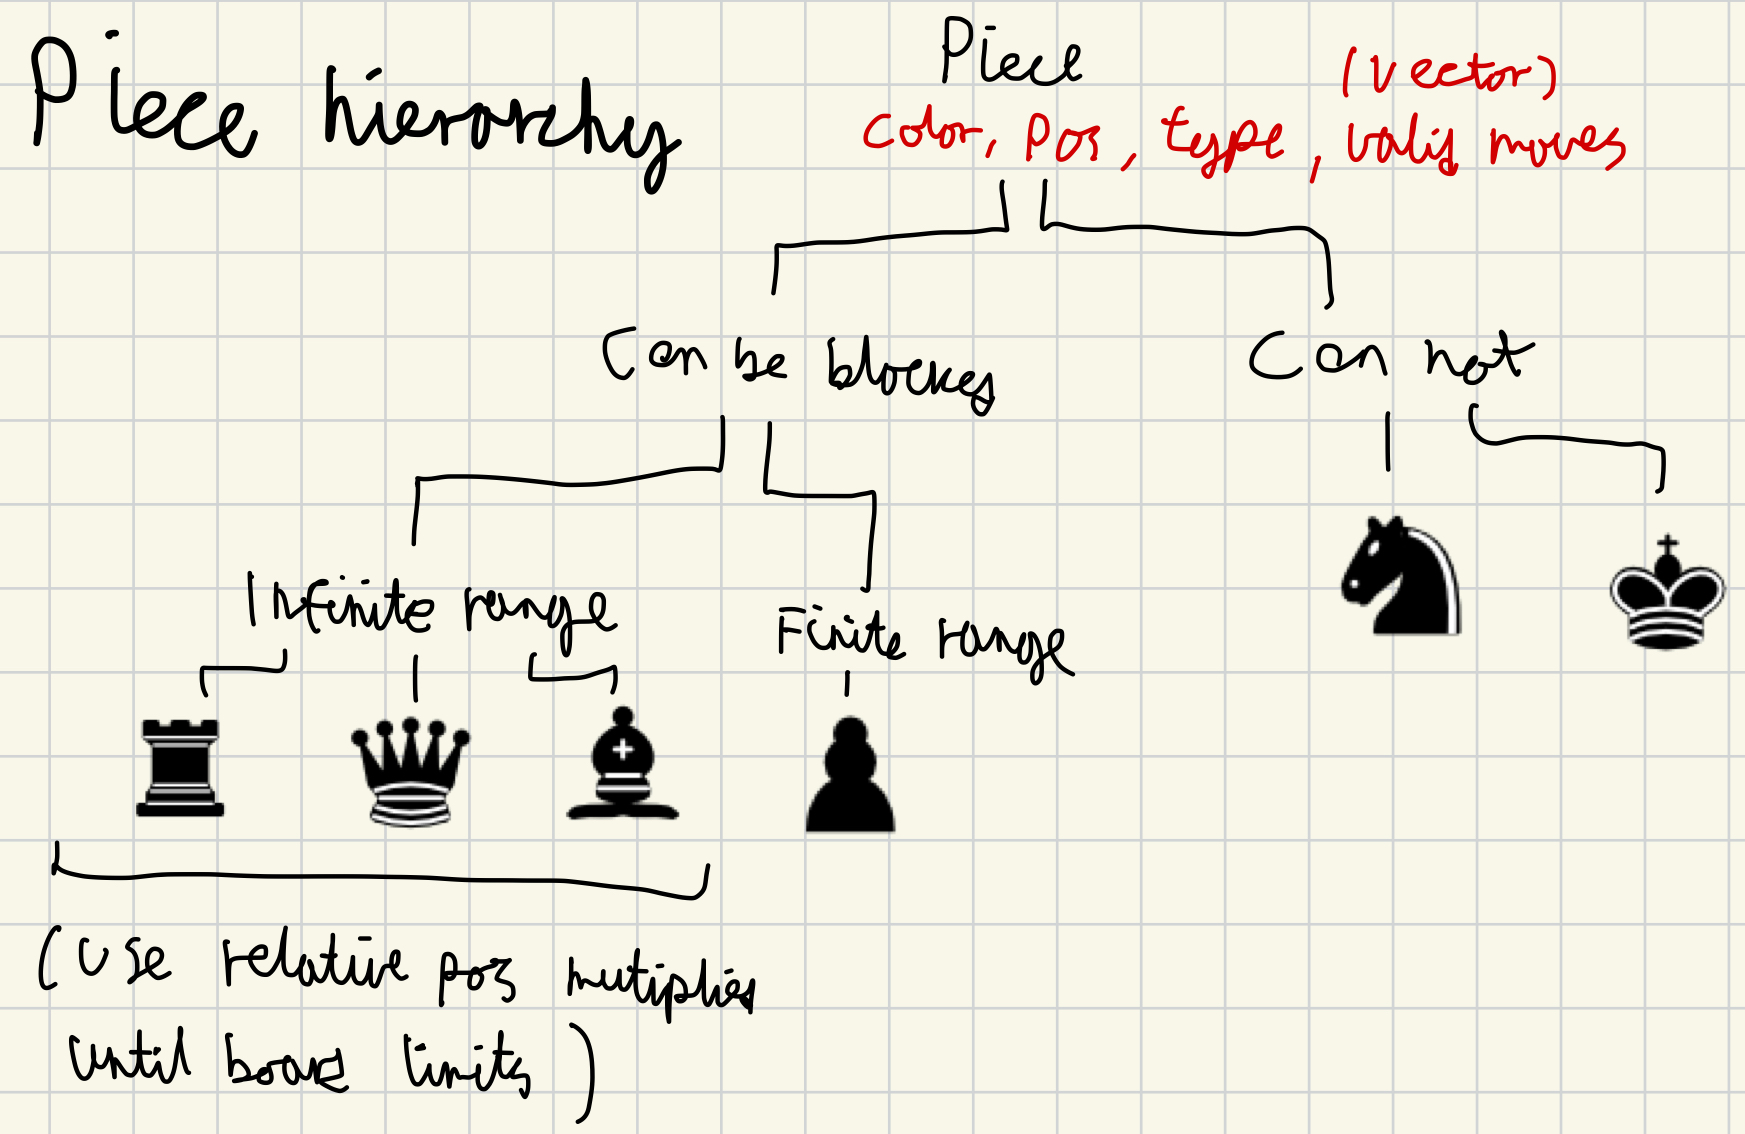 Piece hierarchy
Piece
(vector)
color, pos, type, valid moves
Can be blocked
Can not
Infinite range
Finite range
(Use relative pos mutiplied
until board limits)